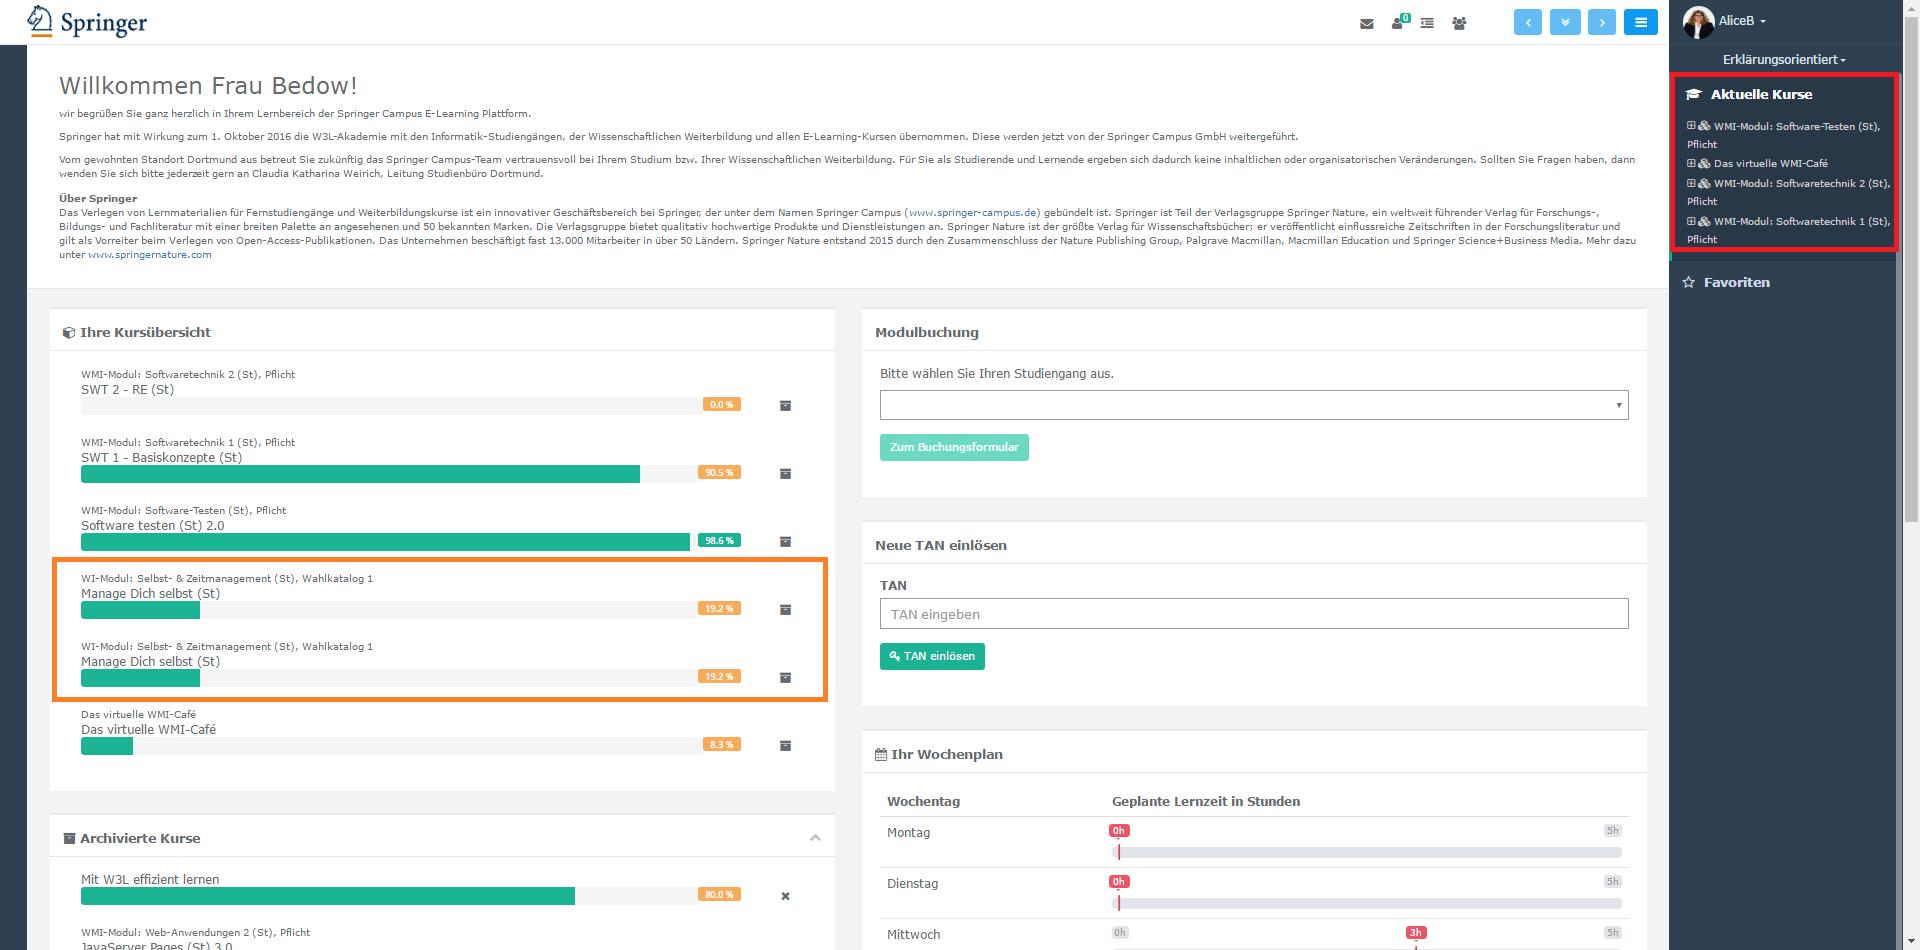 Springer
0
AliceB
Erklärungsorientiert
Aktuelle Kurse
WMI-Modul: Software-Testen (St),
Pflicht
Das virtuelle WMI-Café
WMI-Modul: Softwaretechnik 2 (St),
Pflicht
WMI-Modul: Softwaretechnik 1 (St),
Pflicht
Favoriten
Willkommen Frau Bedow!
wir begrüßen Sie ganz herzlich in Ihrem Lernbereich der Springer Campus E-Learning Plattform.
Springer hat mit Wirkung zum 1. Oktober 2016 die W3L-Akademie mit den Informatik-Studiengängen, der Wissenschaftlichen Weiterbildung und allen E-Learning-Kursen übernommen. Diese werden jetzt von der Springer Campus GmbH weitergeführt.
Vom gewohnten Standort Dortmund aus betreut Sie zukünftig das Springer Campus-Team vertrauensvoll bei Ihrem Studium bzw. Ihrer Wissenschaftlichen Weiterbildung. Für Sie als Studierende und Lernende ergeben sich dadurch keine inhaltlichen oder organisatorischen Veränderungen. Sollten Sie Fragen haben, dann
wenden Sie sich bitte jederzeit gern an Claudia Katharina Weirich, Leitung Studienbüro Dortmund.
Über Springer
Das Verlegen von Lernmaterialien für Fernstudiengänge und Weiterbildungskurse ist ein innovativer Geschäftsbereich bei Springer, der unter dem Namen Springer Campus (www.springer-campus.de) gebündelt ist. Springer ist Teil der Verlagsgruppe Springer Nature, ein weltweit führender Verlag für Forschungs-,
Bildungs- und Fachliteratur mit einer breiten Palette an angesehenen und 50 bekannten Marken. Die Verlagsgruppe bietet qualitativ hochwertige Produkte und Dienstleistungen an. Springer Nature ist der größte Verlag für Wissenschaftsbücher; er veröffentlicht einflussreiche Zeitschriften in der Forschungsliteratur und
gilt als Vorreiter beim Verlegen von Open-Access-Publikationen. Das Unternehmen beschäftigt fast 13.000 Mitarbeiter in über 50 Ländern. Springer Nature entstand 2015 durch den Zusammenschluss der Nature Publishing Group, Palgrave Macmillan, Macmillan Education und Springer Science+Business Media. Mehr dazu
unter www.springernature.com
Ihre Kursübersicht
WMI-Modul: Softwaretechnik 2 (St), Pflicht
SWT 2 - RE (St)
0.0 %
WMI-Modul: Softwaretechnik 1 (St), Pflicht
SWT 1 - Basiskonzepte (St)
90.5 %
WMI-Modul: Software-Testen (St), Pflicht
Software testen (St) 2.0
98.6 %
WI-Modul: Selbst- & Zeitmanagement (St), Wahlkatalog 1
Manage Dich selbst (St)
19.2 %
WI-Modul: Selbst- & Zeitmanagement (St), Wahlkatalog 1
Manage Dich selbst (St)
19.2 %
Das virtuelle WMI-Café
Das virtuelle WMI-Café
8.3 %
Archivierte Kurse
Mit W3L effizient lernen
80.0 %
WMI-Modul: Web-Anwendungen 2 (St), Pflicht
JavaServer Pages (St) 3.0
Modulbuchung
Bitte wählen Sie Ihren Studiengang aus.
Zum Buchungsformular
Neue TAN einlösen
TAN
TAN eingeben
TAN einlösen
Ihr Wochenplan
Wochentag Geplante Lernzeit in Stunden
Montag 0h 5h
Dienstag 0h 5h
Mittwoch 0h 3h 5h